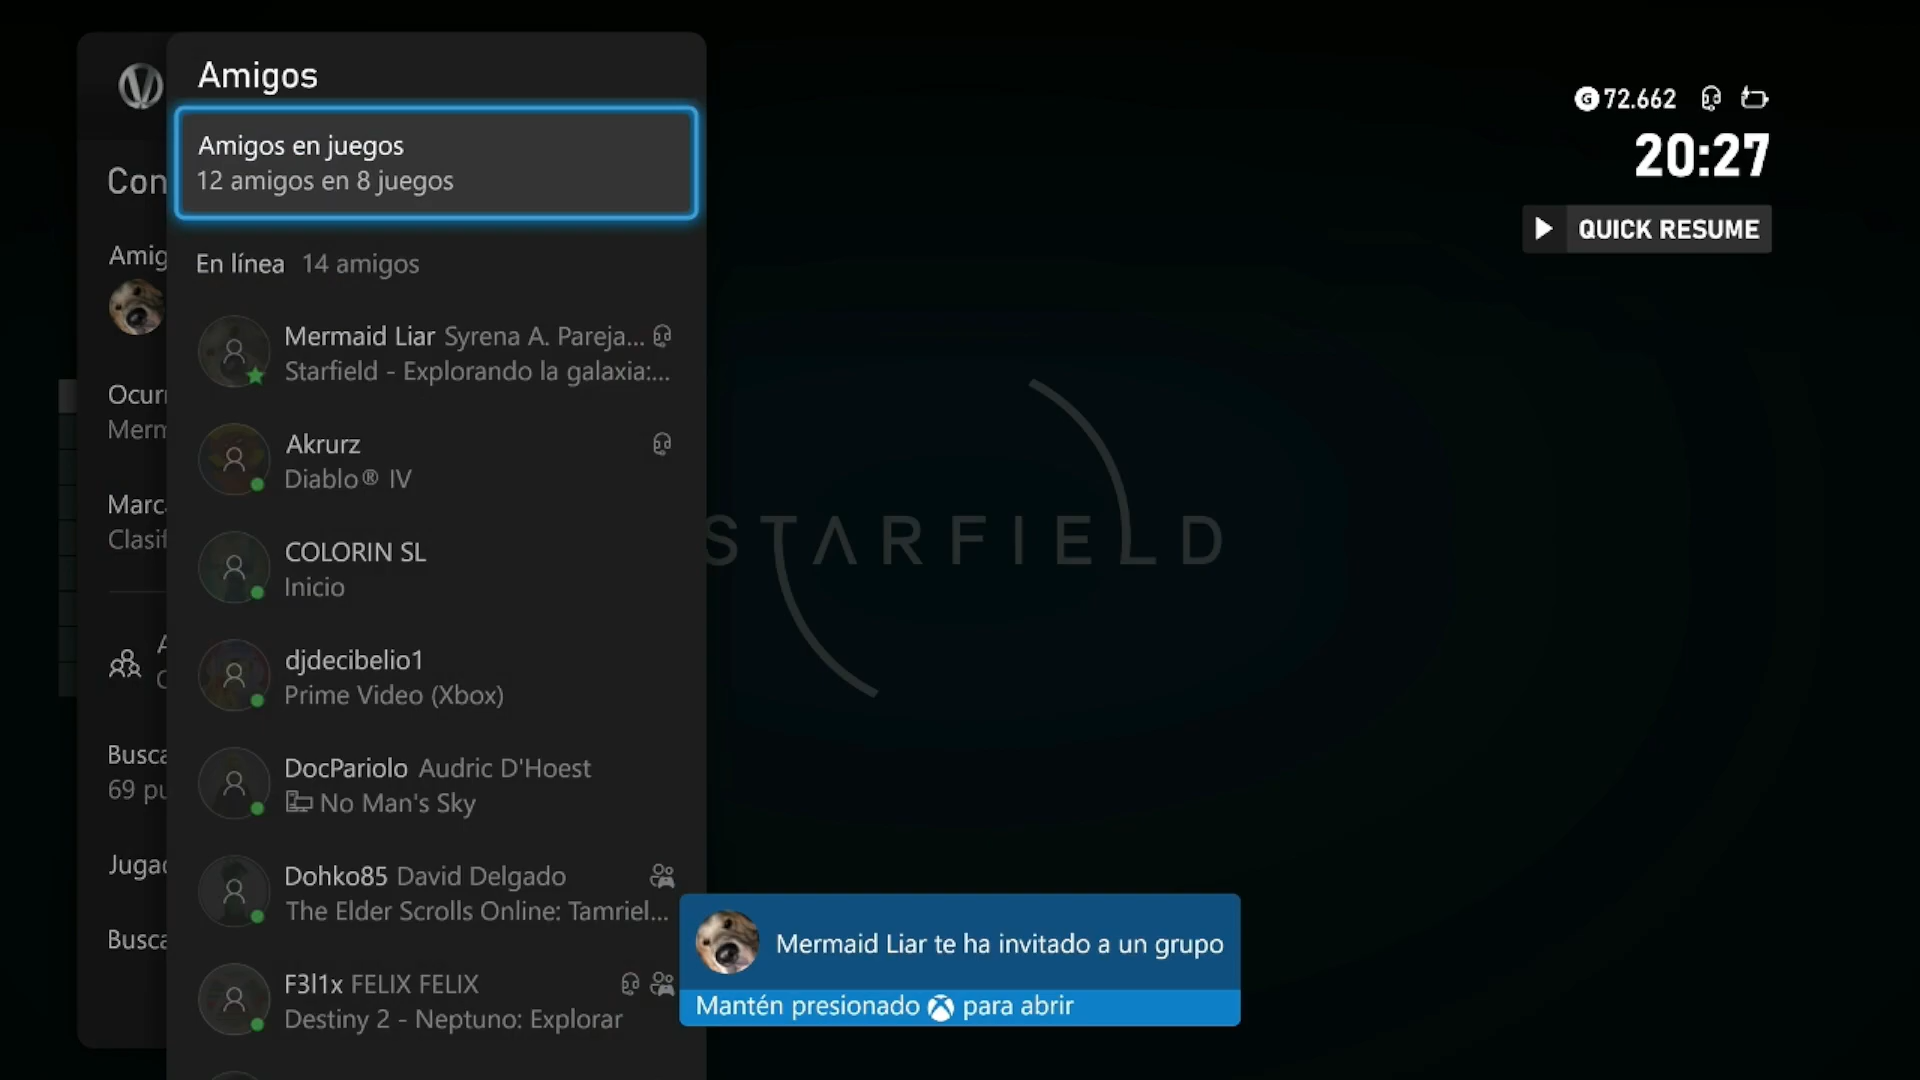 Amigos
Amigos en juegos
12 amigos en 8 juegos
En línea 14 amigos
Mermaid Liar Syrena A. Pareja...
Starfield - Explorando la galaxia:...
Akrurz
Diablo® IV
COLORIN SL
Inicio
djdecibelio1
Prime Video (Xbox)
DocPariolo Audric D'Hoest
No Man's Sky
Dohko85 David Delgado
The Elder Scrolls Online: Tamriel...
F3l1x FELIX FELIX
Destiny 2 - Neptuno: Explorar
Con
Amig
Ocurr
Merm
Marc
Clasif
Busca
69 pu
Jugad
Busca
STARFIELD
G 72.662
20:27
QUICK RESUME
Mermaid Liar te ha invitado a un grupo
Mantén presionado para abrir